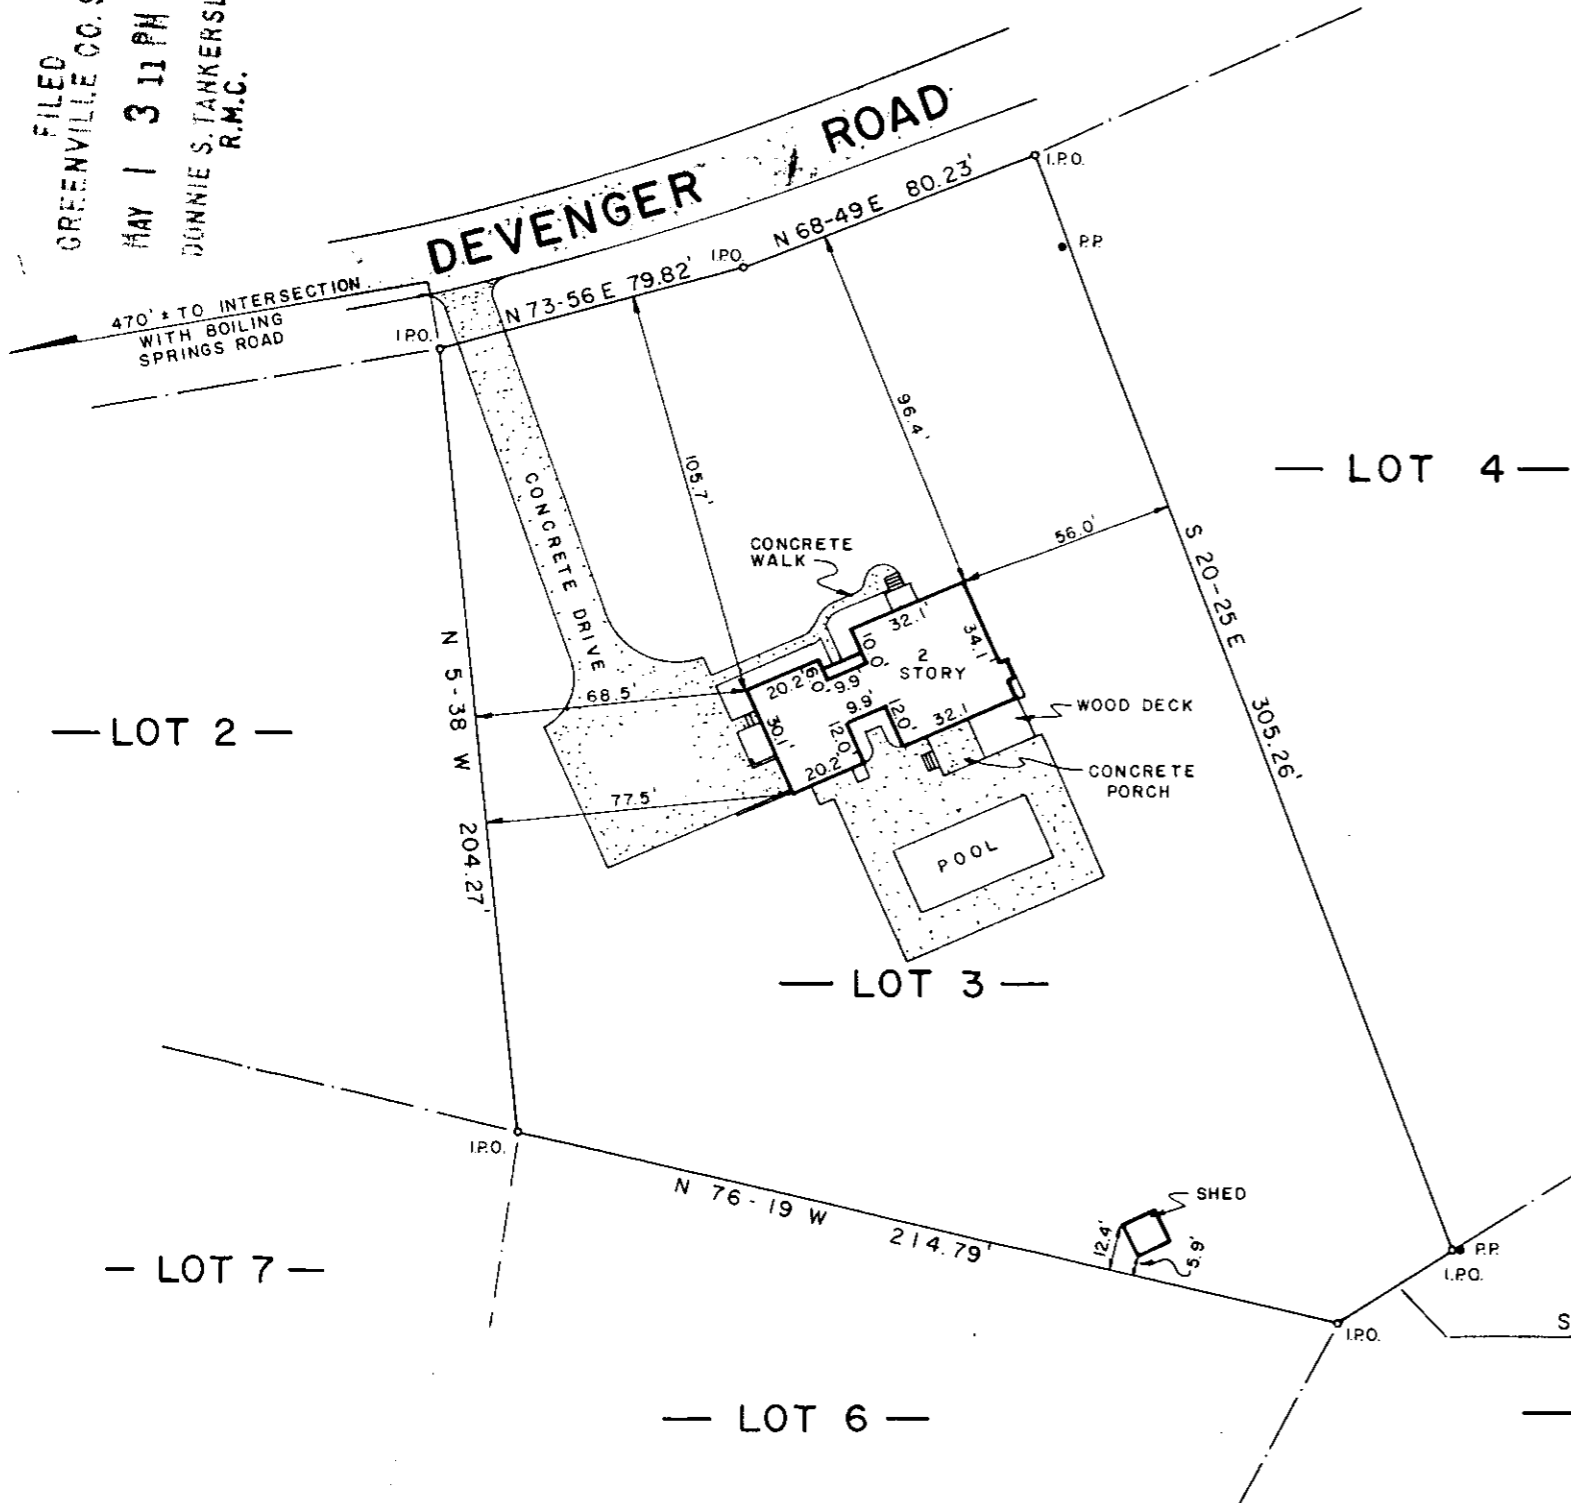 FILED
GREENVILLE CO. S
MAY 1 3 11 PM
DONNIE S. TANKERSL
R.M.C.
DEVENGER ROAD
470' ± TO INTERSECTION
WITH BOILING
SPRINGS ROAD
I.P.O.
N 73-56 E 79.82'
I.P.O.
N 68-49 E 80.23'
I.P.O.
P.P.
CONCRETE DRIVE
105.7'
96.4'
56.0'
— LOT 4 —
S 20-25 E 305.26'
CONCRETE
WALK
32.1'
10.0'
34.1'
2
STORY
20.2'
6.0'
9.9'
9.9'
12.0'
32.1
30.1'
12.0'
20.2'
68.5'
77.5'
N 5-38 W 204.27'
— LOT 2 —
WOOD DECK
CONCRETE
PORCH
POOL
— LOT 3 —
I.P.O.
N 76-19 W 214.79'
SHED
12.4'
5.9'
P.P.
I.P.O.
I.P.O.
S
— LOT 7 —
— LOT 6 —